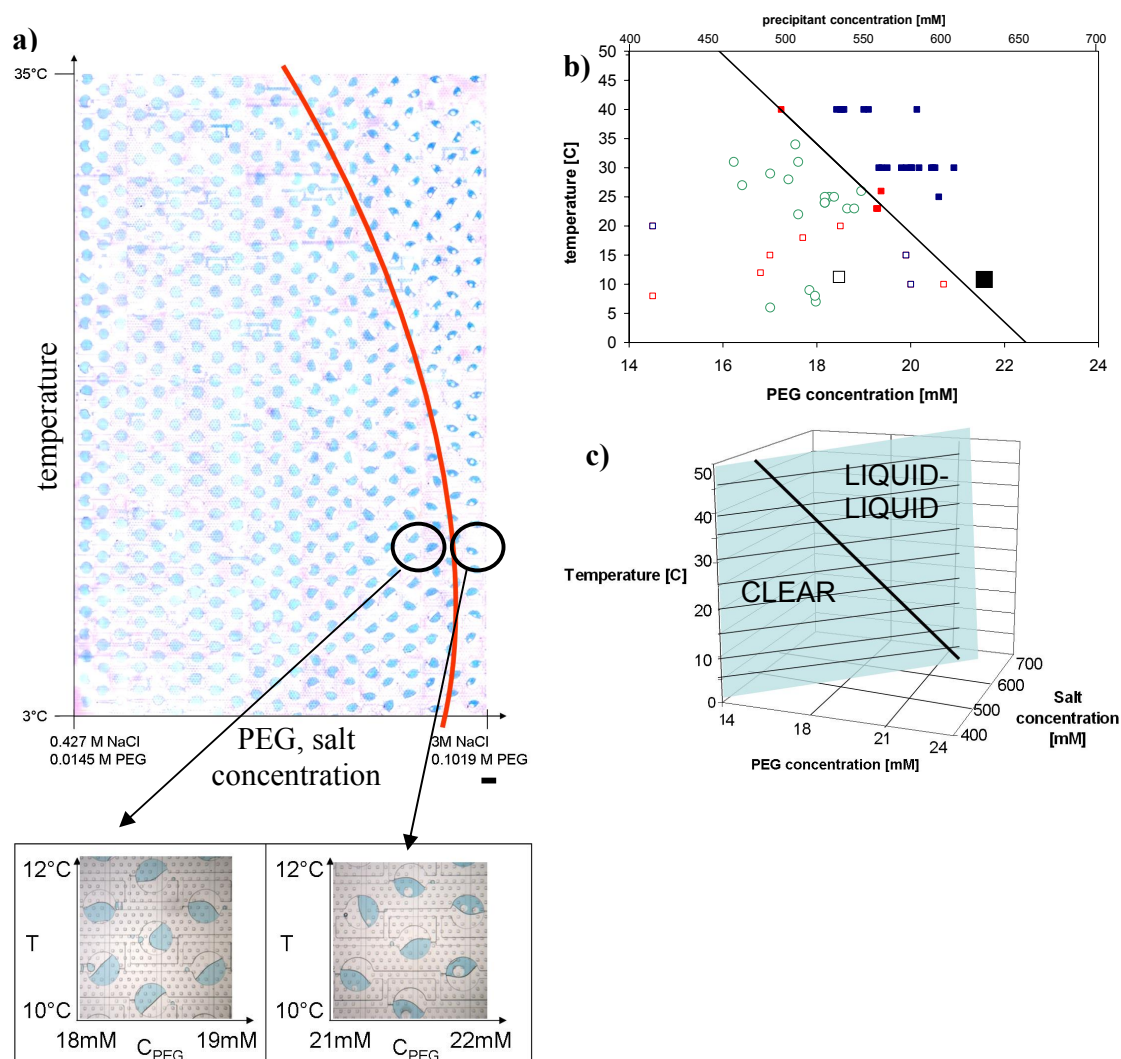 a)
35°C
temperature
3°C
0.427 M NaCl
0.0145 M PEG
PEG, salt
concentration
3M NaCl
0.1019 M PEG
12°C
T
10°C
18mM
C_PEG
19mM
12°C
T
10°C
21mM
C_PEG
22mM
b)
precipitant concentration [mM]
400 450 500 550 600 650 700
50
45
40
35
30
25
20
15
10
5
0
temperature [C]
14 16 18 20 22 24
PEG concentration [mM]
c)
LIQUID-
LIQUID
CLEAR
50
40
30
20
10
0
Temperature [C]
14
18
21
24
PEG concentration [mM]
700
600
500
400
Salt
concentration
[mM]